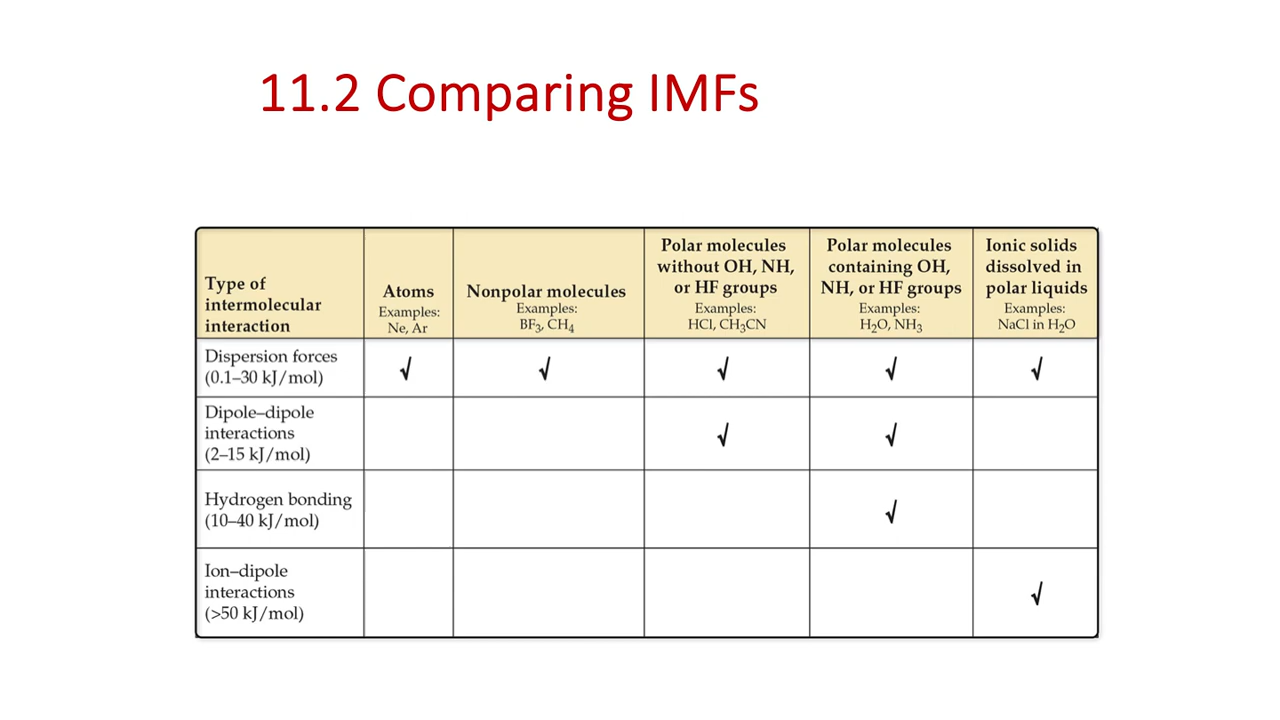 11.2 Comparing IMFs
Type of
intermolecular
interaction
Atoms
Examples:
Ne, Ar
Nonpolar molecules
Examples:
BF₃, CH₄
Polar molecules
without OH, NH,
or HF groups
Examples:
HCl, CH₃CN
Polar molecules
containing OH,
NH, or HF groups
Examples:
H₂O, NH₃
Ionic solids
dissolved in
polar liquids
Examples:
NaCl in H₂O
Dispersion forces
(0.1–30 kJ/mol)
√ √ √ √ √
Dipole–dipole
interactions
(2–15 kJ/mol)
√ √
Hydrogen bonding
(10–40 kJ/mol)
√
Ion–dipole
interactions
(>50 kJ/mol)
√